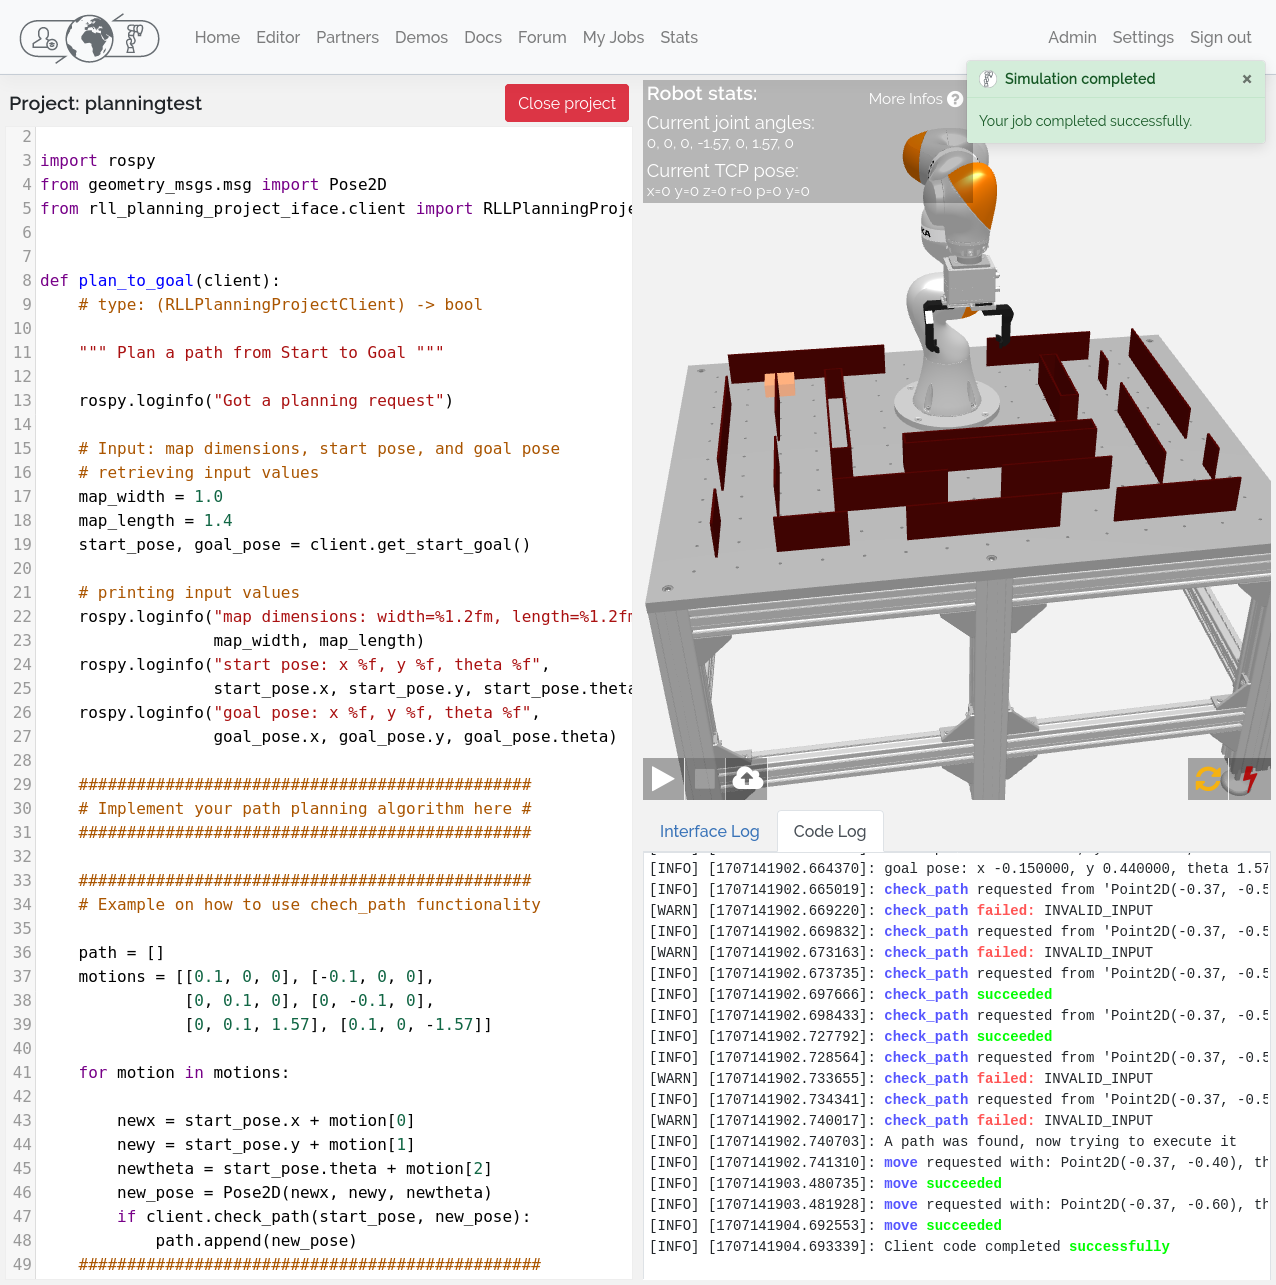 Home Editor Partners Demos Docs Forum My Jobs Stats Admin Settings Sign out
Simulation completed ×
Your job completed successfully.
Project: planningtest
Close project
2
3 import rospy
4 from geometry_msgs.msg import Pose2D
5 from rll_planning_project_iface.client import RLLPlanningProje
6
7
8 def plan_to_goal(client):
9 # type: (RLLPlanningProjectClient) -> bool
10
11 """ Plan a path from Start to Goal """
12
13 rospy.loginfo("Got a planning request")
14
15 # Input: map dimensions, start pose, and goal pose
16 # retrieving input values
17 map_width = 1.0
18 map_length = 1.4
19 start_pose, goal_pose = client.get_start_goal()
20
21 # printing input values
22 rospy.loginfo("map dimensions: width=%1.2fm, length=%1.2fm
23 map_width, map_length)
24 rospy.loginfo("start pose: x %f, y %f, theta %f",
25 start_pose.x, start_pose.y, start_pose.theta
26 rospy.loginfo("goal pose: x %f, y %f, theta %f",
27 goal_pose.x, goal_pose.y, goal_pose.theta)
28
29 ###############################################
30 # Implement your path planning algorithm here #
31 ###############################################
32
33 ###############################################
34 # Example on how to use chech_path functionality
35
36 path = []
37 motions = [[0.1, 0, 0], [-0.1, 0, 0],
38 [0, 0.1, 0], [0, -0.1, 0],
39 [0, 0.1, 1.57], [0.1, 0, -1.57]]
40
41 for motion in motions:
42
43 newx = start_pose.x + motion[0]
44 newy = start_pose.y + motion[1]
45 newtheta = start_pose.theta + motion[2]
46 new_pose = Pose2D(newx, newy, newtheta)
47 if client.check_path(start_pose, new_pose):
48 path.append(new_pose)
49 ################################################
Robot stats:
More Infos ?
Current joint angles:
0, 0, 0, -1.57, 0, 1.57, 0
Current TCP pose:
x=0 y=0 z=0 r=0 p=0 y=0
KA
Interface Log Code Log
[INFO] [1707141902.664370]: goal pose: x -0.150000, y 0.440000, theta 1.57
[INFO] [1707141902.665019]: check_path requested from 'Point2D(-0.37, -0.5
[WARN] [1707141902.669220]: check_path failed: INVALID_INPUT
[INFO] [1707141902.669832]: check_path requested from 'Point2D(-0.37, -0.5
[WARN] [1707141902.673163]: check_path failed: INVALID_INPUT
[INFO] [1707141902.673735]: check_path requested from 'Point2D(-0.37, -0.5
[INFO] [1707141902.697666]: check_path succeeded
[INFO] [1707141902.698433]: check_path requested from 'Point2D(-0.37, -0.5
[INFO] [1707141902.727792]: check_path succeeded
[INFO] [1707141902.728564]: check_path requested from 'Point2D(-0.37, -0.5
[WARN] [1707141902.733655]: check_path failed: INVALID_INPUT
[INFO] [1707141902.734341]: check_path requested from 'Point2D(-0.37, -0.5
[WARN] [1707141902.740017]: check_path failed: INVALID_INPUT
[INFO] [1707141902.740703]: A path was found, now trying to execute it
[INFO] [1707141902.741310]: move requested with: Point2D(-0.37, -0.40), th
[INFO] [1707141903.480735]: move succeeded
[INFO] [1707141903.481928]: move requested with: Point2D(-0.37, -0.60), th
[INFO] [1707141904.692553]: move succeeded
[INFO] [1707141904.693339]: Client code completed successfully